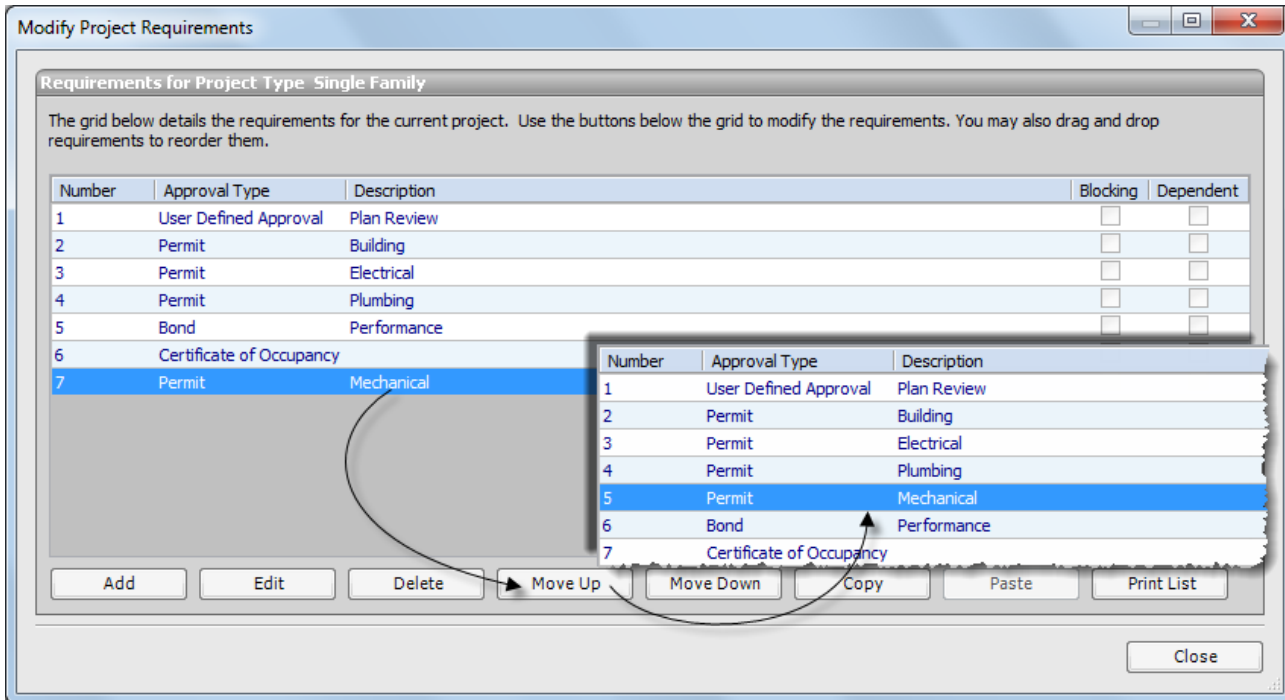 Modify Project Requirements
Requirements for Project Type Single Family
The grid below details the requirements for the current project. Use the buttons below the grid to modify the requirements. You may also drag and drop
requirements to reorder them.
Number Approval Type Description Blocking Dependent
1 User Defined Approval Plan Review
2 Permit Building
3 Permit Electrical
4 Permit Plumbing
5 Bond Performance
6 Certificate of Occupancy
7 Permit Mechanical
Number Approval Type Description
1 User Defined Approval Plan Review
2 Permit Building
3 Permit Electrical
4 Permit Plumbing
5 Permit Mechanical
6 Bond Performance
7 Certificate of Occupancy
Add Edit Delete Move Up Move Down Copy Paste Print List
Close